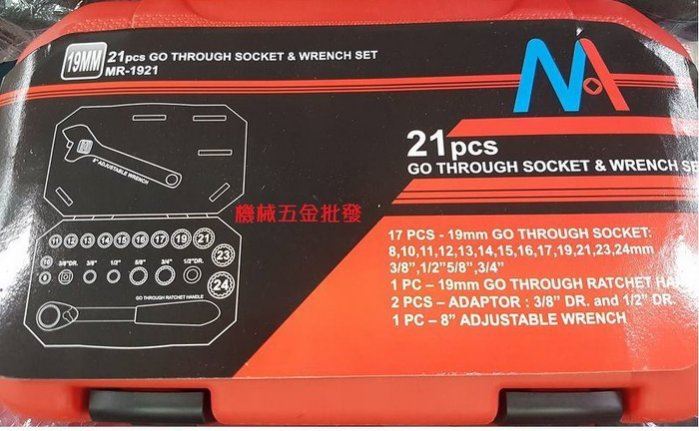 19MM
21pcs GO THROUGH SOCKET & WRENCH SET
MR-1921
8" ADJUSTABLE WRENCH
11 12 13 14 15 16 17 19 21
23
10 3/8"DR. 3/8" 1/2" 5/8" 3/4" 1/2"DR.
24
GO THROUGH RATCHET HANDLE
機械五金批發
21pcs
GO THROUGH SOCKET & WRENCH SE
17 PCS - 19mm GO THROUGH SOCKET:
8,10,11,12,13,14,15,16,17,19,21,23,24mm
3/8",1/2"5/8",3/4"
1 PC – 19mm GO THROUGH RATCHET HAN
2 PCS – ADAPTOR : 3/8" DR. and 1/2" DR.
1 PC – 8" ADJUSTABLE WRENCH